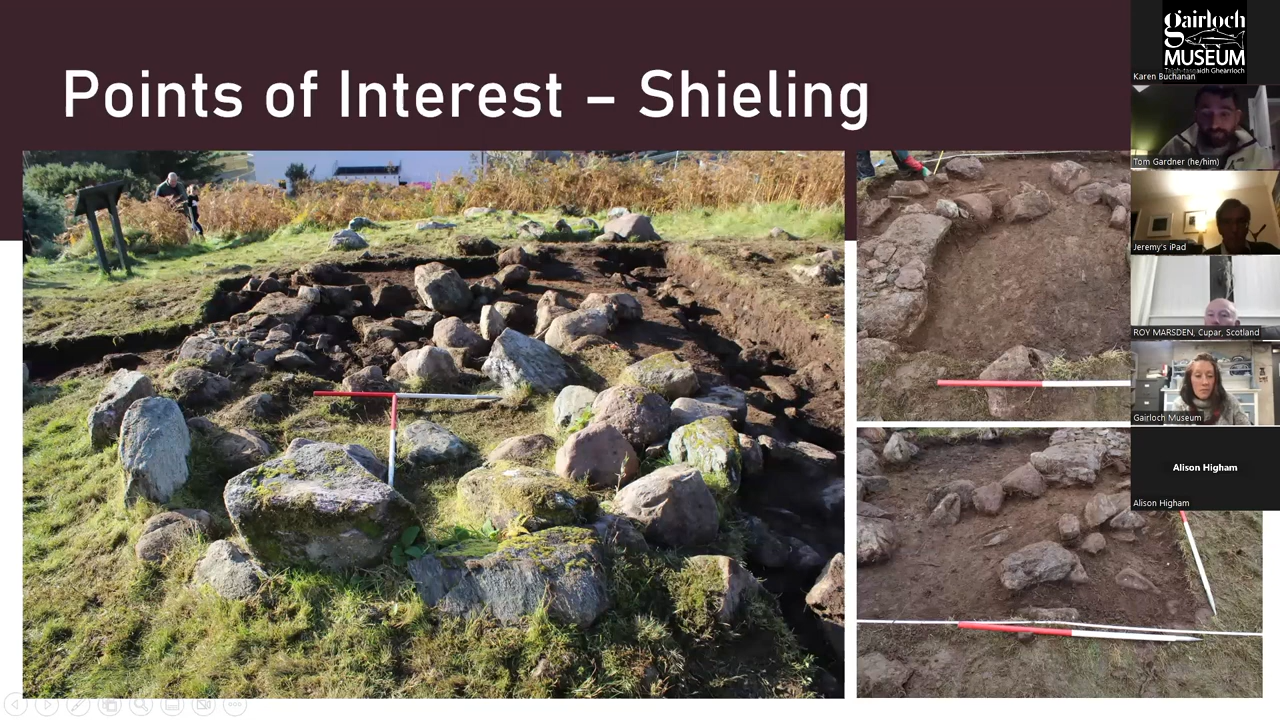 Points of Interest – Shieling
gairloch
MUSEUM
Karen Buchanan
Tom Gardner (he/him)
Jeremy's iPad
ROY MARSDEN, Cupar, Scotland
Gairloch Museum
Alison Higham
Alison Higham